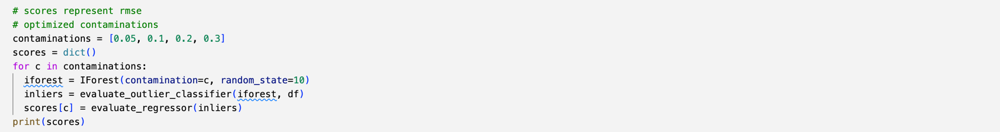 # scores represent rmse
# optimized contaminations
contaminations = [0.05, 0.1, 0.2, 0.3]
scores = dict()
for c in contaminations:
  iforest = IForest(contamination=c, random_state=10)
  inliers = evaluate_outlier_classifier(iforest, df)
  scores[c] = evaluate_regressor(inliers)
print(scores)